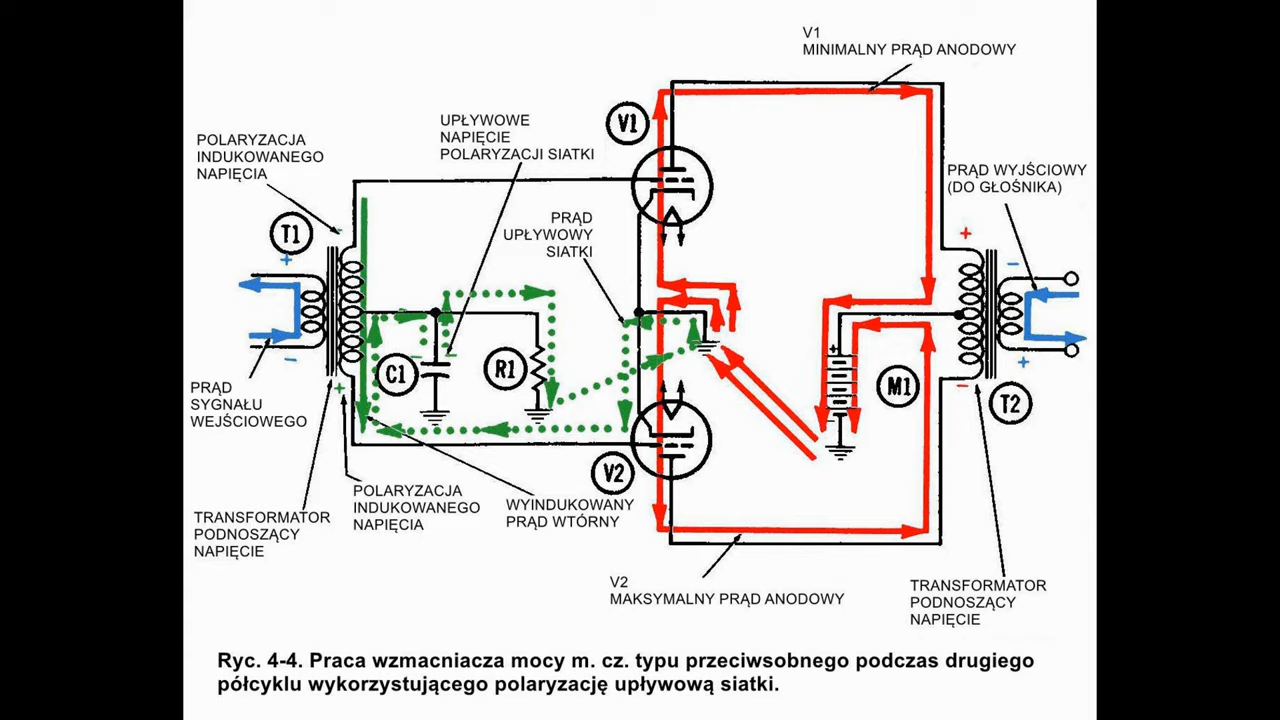 V1
MINIMALNY PRĄD ANODOWY
UPŁYWOWE
NAPIĘCIE
POLARYZACJI SIATKI
V1
POLARYZACJA
INDUKOWANEGO
NAPIĘCIA
PRĄD WYJŚCIOWY
(DO GŁOŚNIKA)
PRĄD
UPŁYWOWY
SIATKI
T1
+
-
+
-
C1
R1
+
M1
-
+
-
T2
-
+
PRĄD
SYGNAŁU
WEJŚCIOWEGO
V2
POLARYZACJA
INDUKOWANEGO
NAPIĘCIA
WYINDUKOWANY
PRĄD WTÓRNY
TRANSFORMATOR
PODNOSZĄCY
NAPIĘCIE
V2
MAKSYMALNY PRĄD ANODOWY
TRANSFORMATOR
PODNOSZĄCY
NAPIĘCIE
Ryc. 4-4. Praca wzmacniacza mocy m. cz. typu przeciwsobnego podczas drugiego
półcyklu wykorzystującego polaryzację upływową siatki.